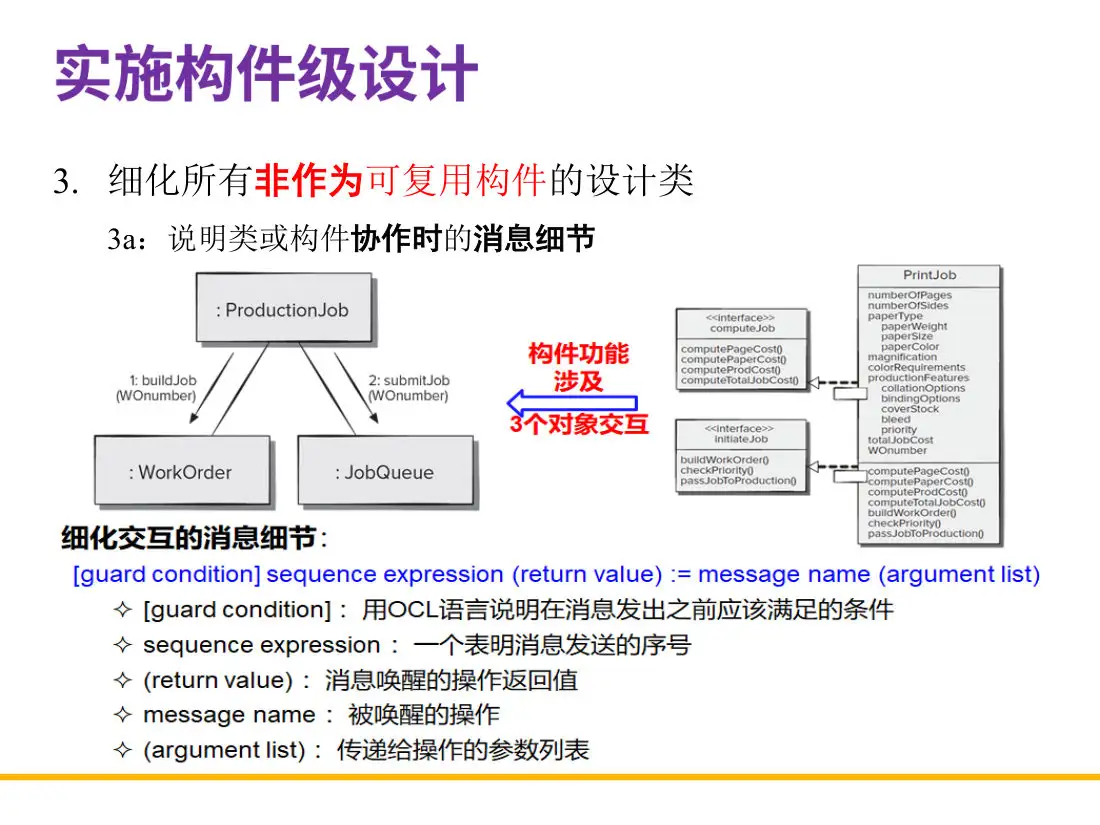 实施构件级设计
3. 细化所有非作为可复用构件的设计类
3a：说明类或构件协作时的消息细节
: ProductionJob
1: buildJob
(WOnumber)
2: submitJob
(WOnumber)
: WorkOrder
: JobQueue
构件功能
涉及
3个对象交互
<<interface>>
computeJob
computePageCost()
computePaperCost()
computeProdCost()
computeTotalJobCost()
<<interface>>
initiateJob
buildWorkOrder()
checkPriority()
passJobToProduction()
PrintJob
numberOfPages
numberOfSides
paperType
paperWeight
paperSize
paperColor
magnification
colorRequirements
productionFeatures
collationOptions
bindingOptions
coverStock
bleed
priority
totalJobCost
WOnumber
computePageCost()
computePaperCost()
computeProdCost()
computeTotalJobCost()
buildWorkOrder()
checkPriority()
passJobToProduction()
细化交互的消息细节：
[guard condition] sequence expression (return value) := message name (argument list)
✧ [guard condition]： 用OCL语言说明在消息发出之前应该满足的条件
✧ sequence expression： 一个表明消息发送的序号
✧ (return value)： 消息唤醒的操作返回值
✧ message name： 被唤醒的操作
✧ (argument list)： 传递给操作的参数列表